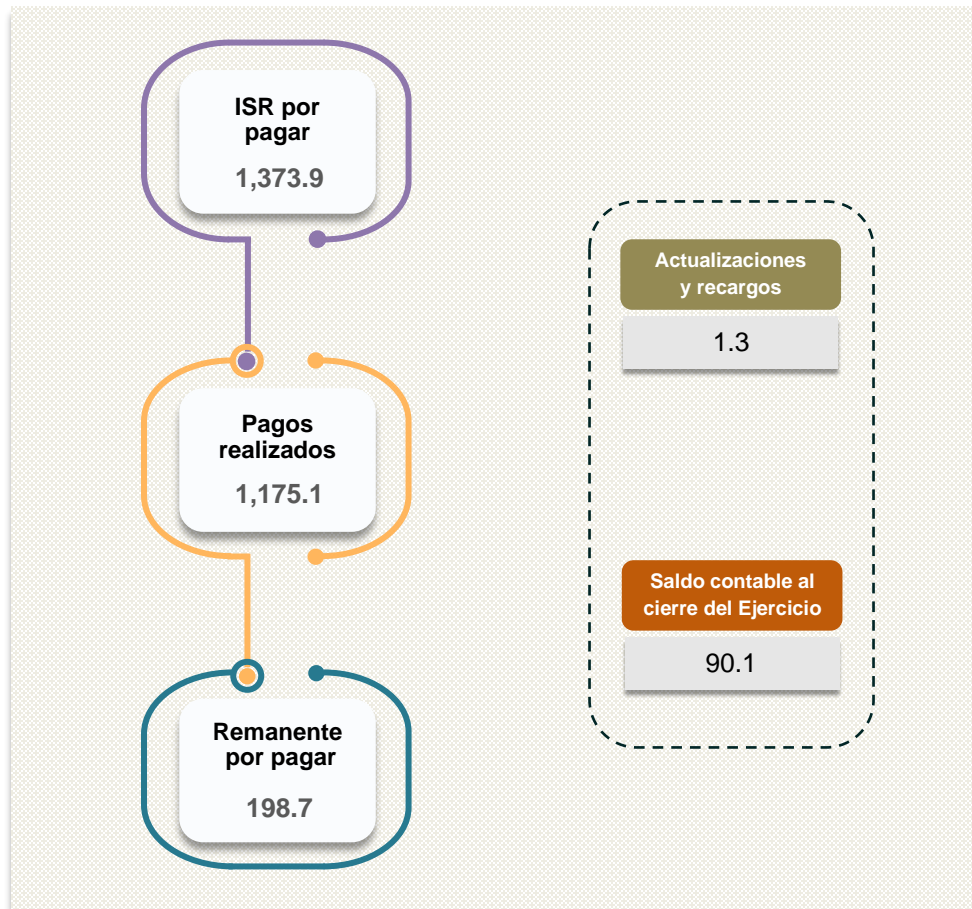 ISR por
pagar
1,373.9
Pagos
realizados
1,175.1
Remanente
por pagar
198.7
Actualizaciones
y recargos
1.3
Saldo contable al
cierre del Ejercicio
90.1